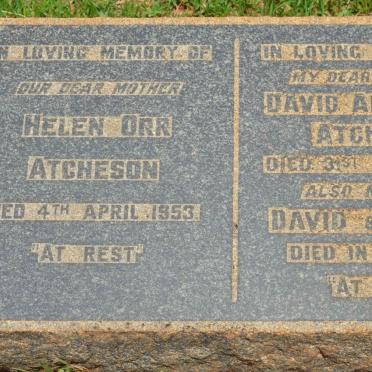 IN LOVING MEMORY OF
OUR DEAR MOTHER
HELEN ORR
ATCHESON
DIED 4TH APRIL 1953
"AT REST"
IN LOVING
MY DEAR
DAVID
DIED 31ST
ALSO
DAVID
DIED IN
"AT